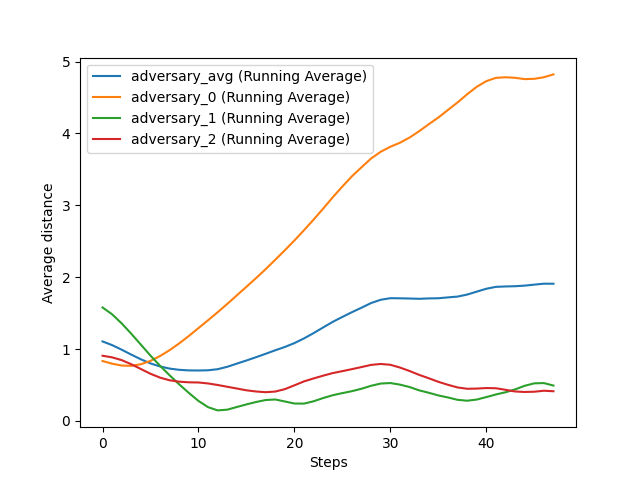 5
adversary_avg (Running Average)
adversary_0 (Running Average)
adversary_1 (Running Average)
adversary_2 (Running Average)
4
3
2
1
0
Average distance
0 10 20 30 40
Steps